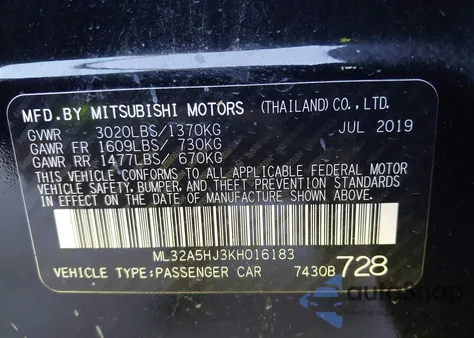 MFD.BY MITSUBISHI MOTORS (THAILAND) CO., LTD.
GVWR 3020LBS/1370KG JUL 2019
GAWR FR 1609LBS/ 730KG
GAWR RR 1477LBS/ 670KG
THIS VEHICLE CONFORMS TO ALL APPLICABLE FEDERAL MOTOR
VEHICLE SAFETY, BUMPER, AND THEFT PREVENTION STANDARDS
IN EFFECT ON THE DATE OF MANUFACTURE SHOWN ABOVE.
ML32A5HJ3KH016183
VEHICLE TYPE:PASSENGER CAR 7430B 728
autoSnap